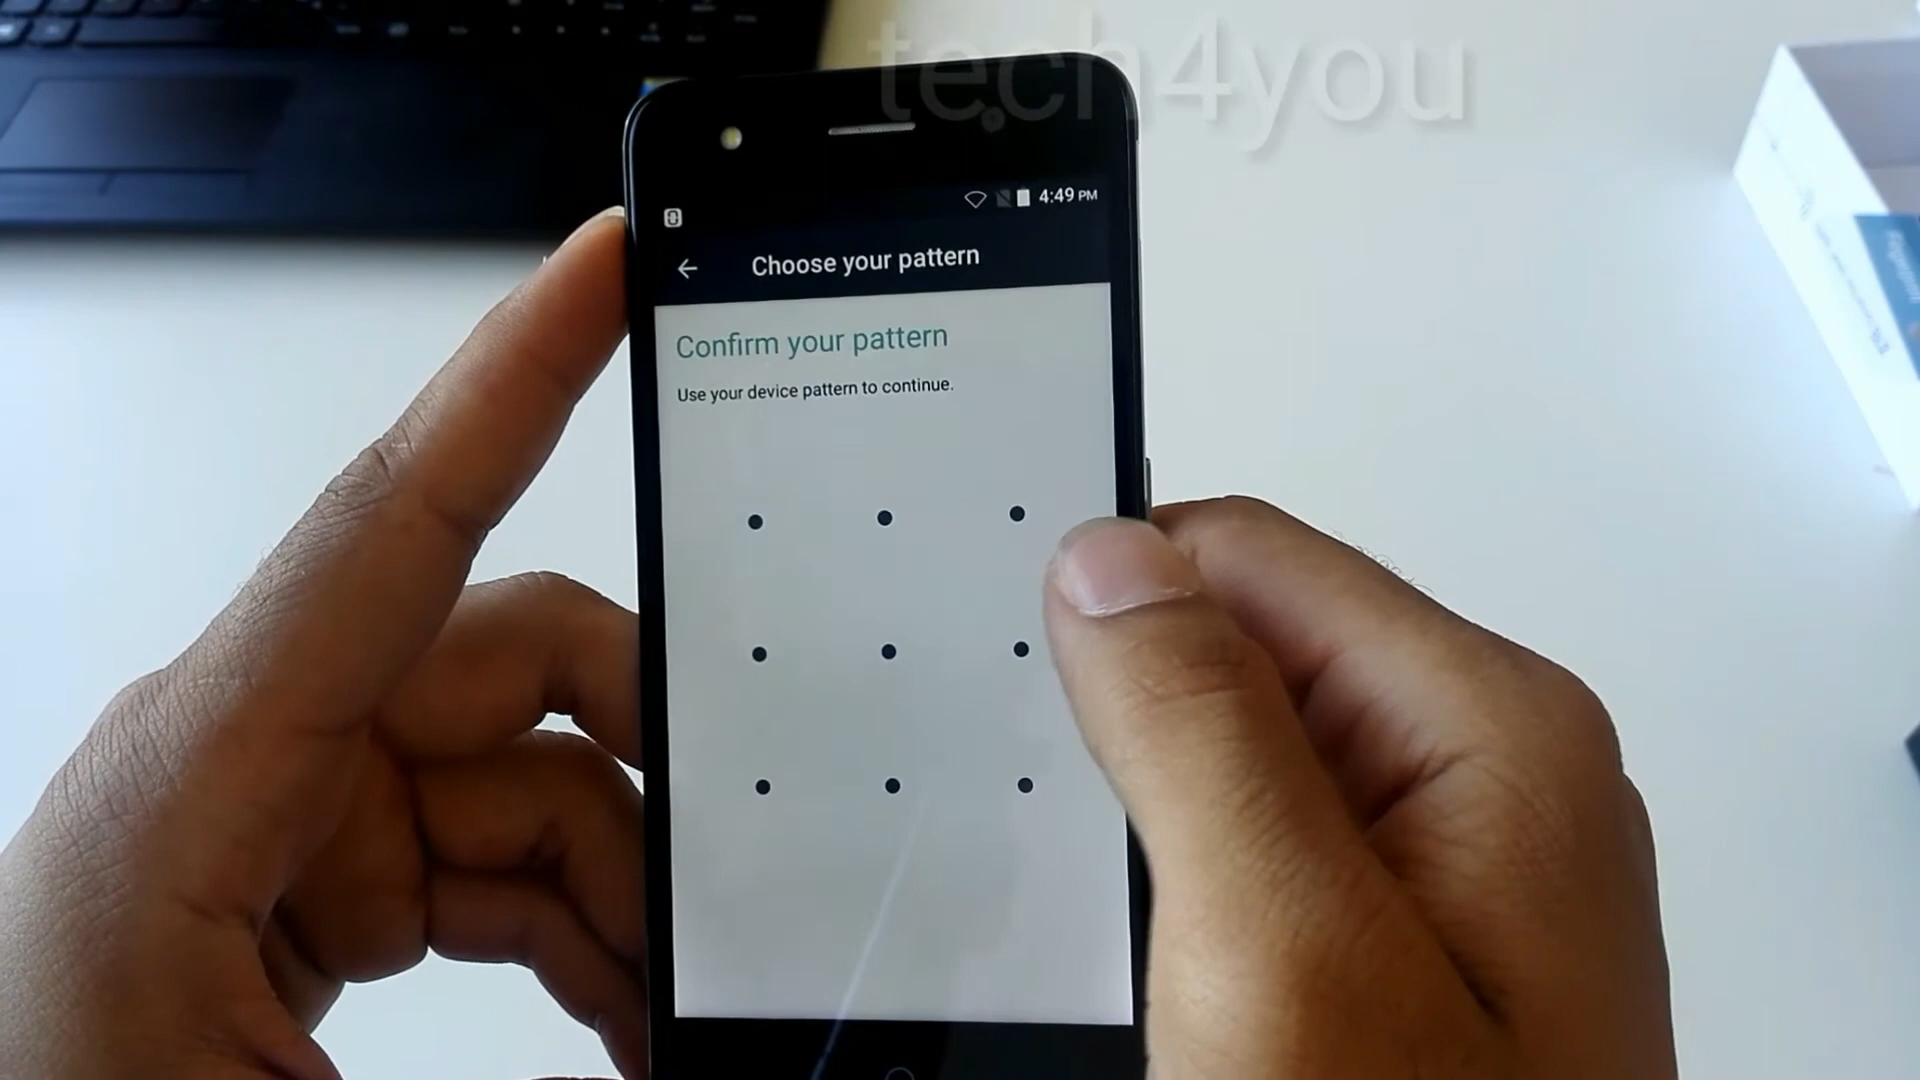 tech4you
4:49 PM
Choose your pattern
Confirm your pattern
Use your device pattern to continue.